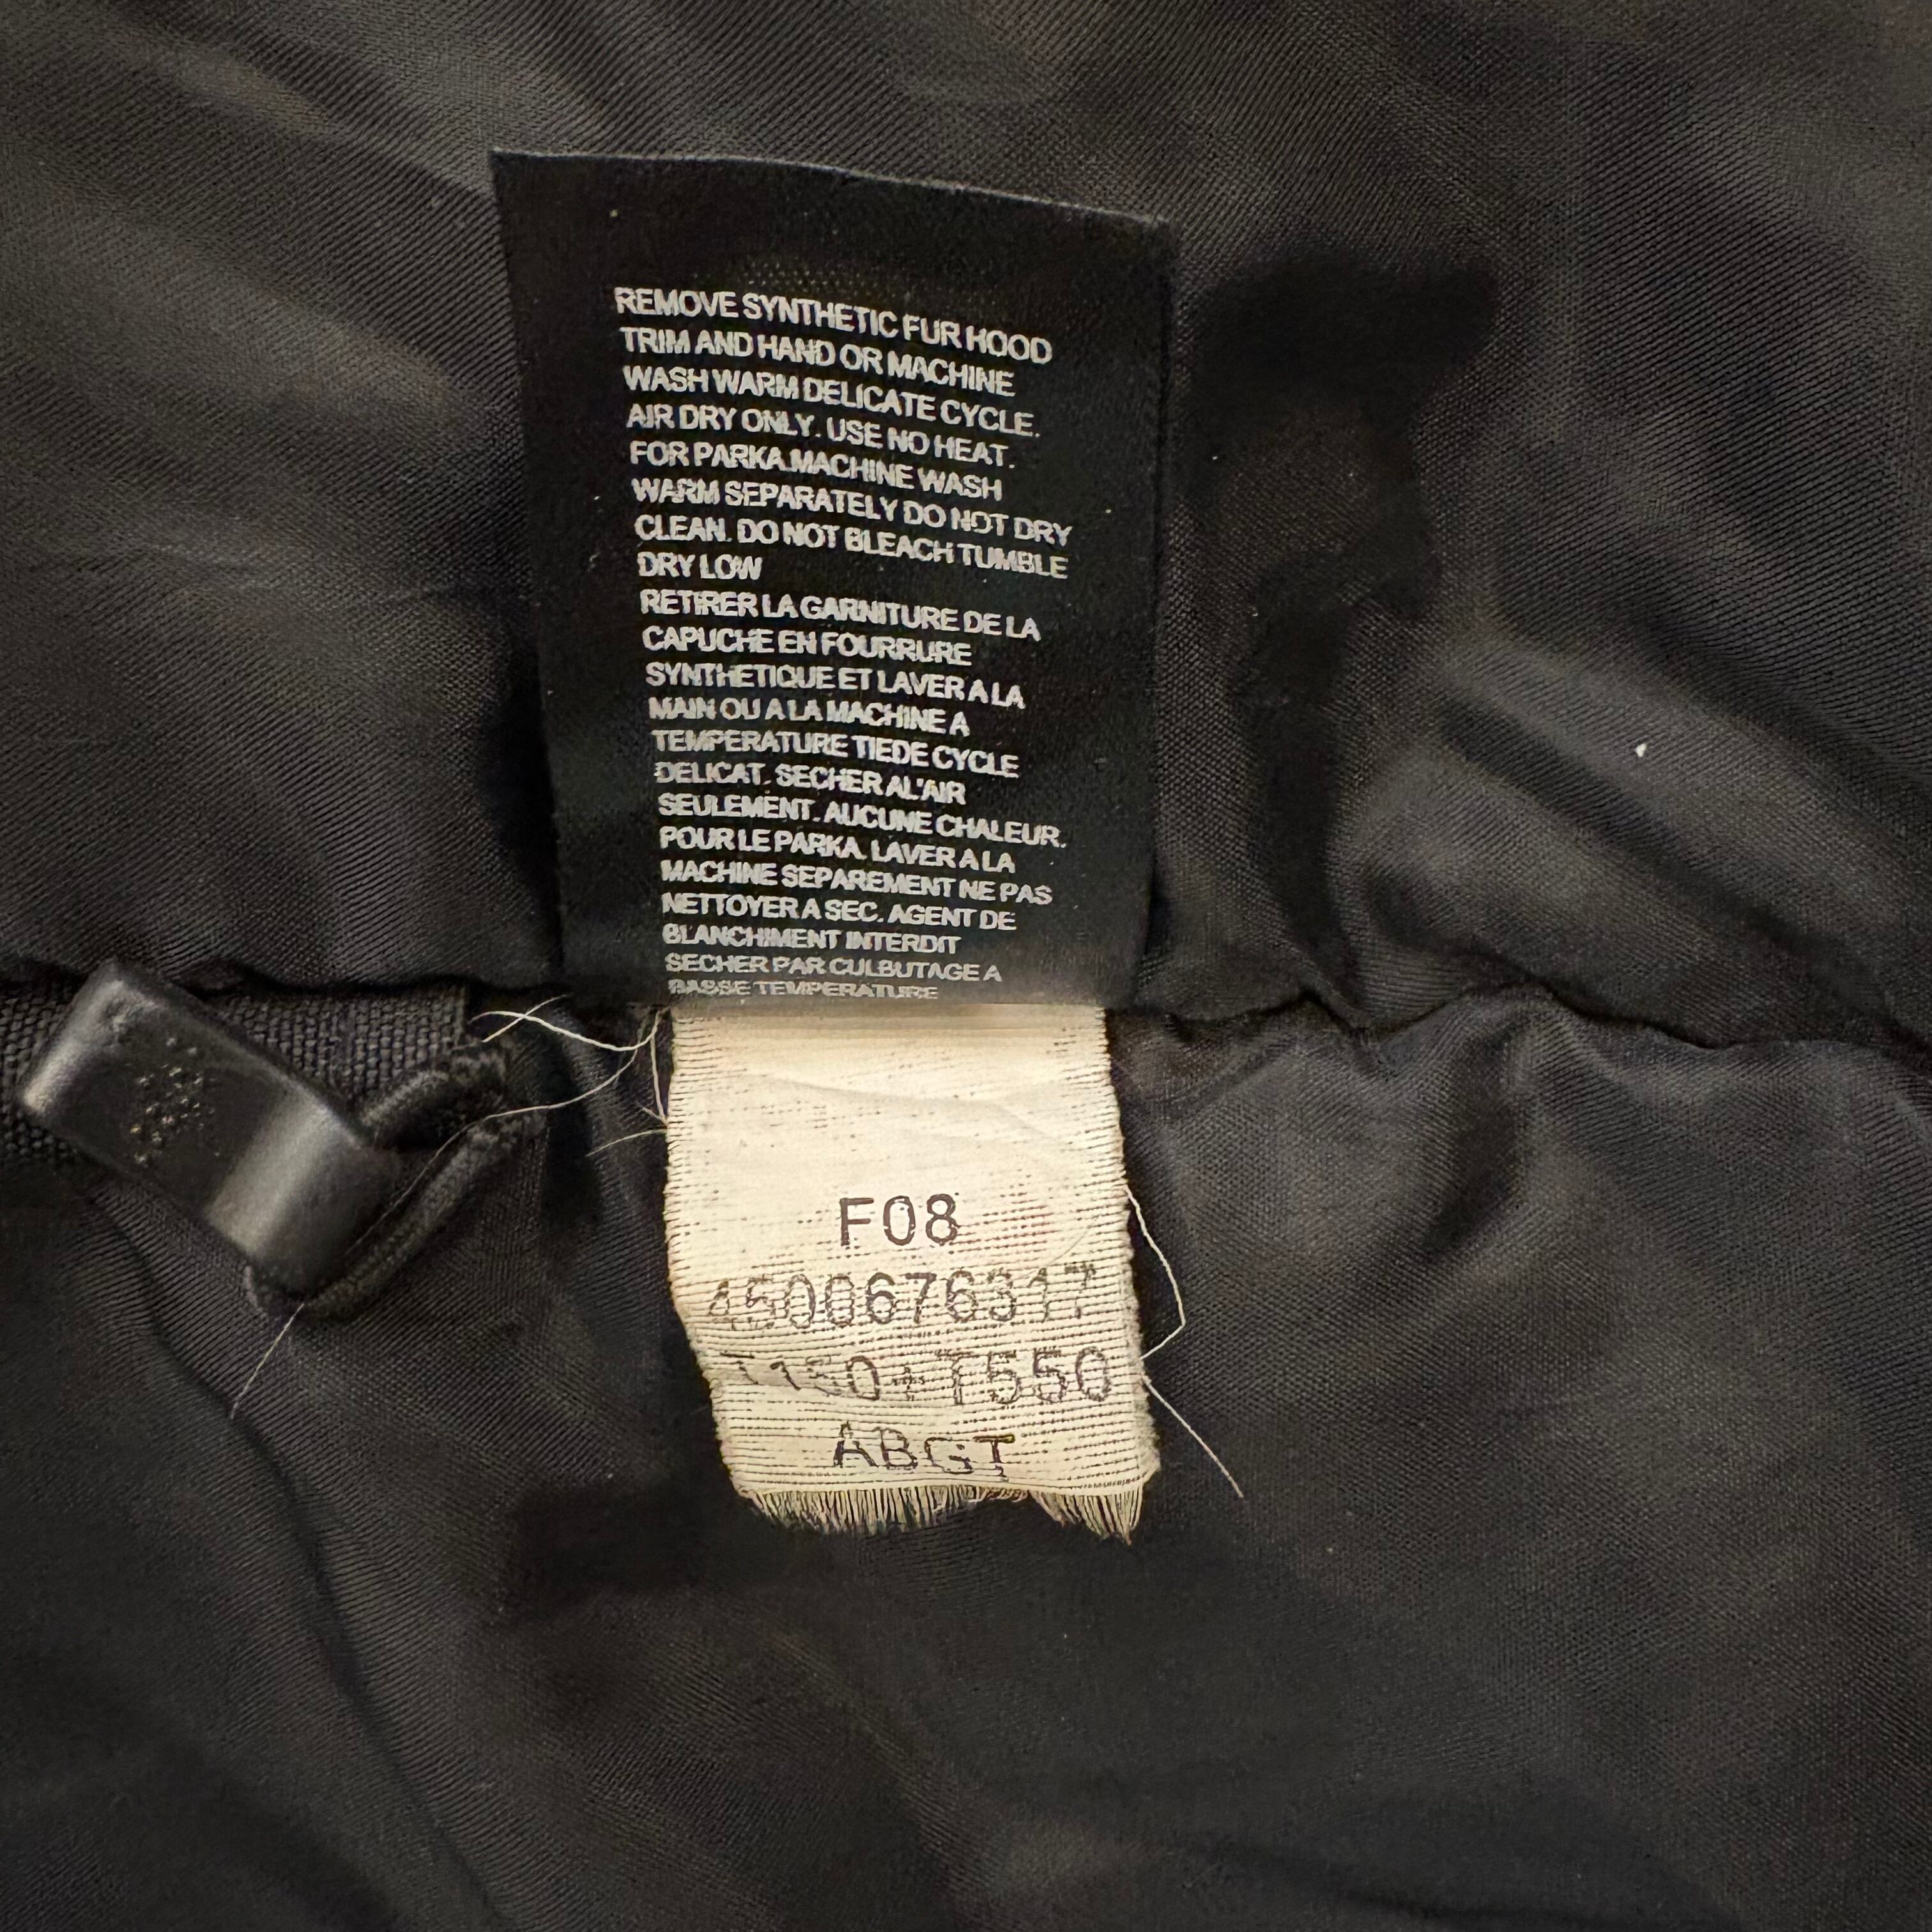 REMOVE SYNTHETIC FUR HOOD
TRIM AND HAND OR MACHINE
WASH WARM DELICATE CYCLE.
AIR DRY ONLY. USE NO HEAT.
FOR PARKA.MACHINE WASH
WARM SEPARATELY DO NOT DRY
CLEAN. DO NOT BLEACH TUMBLE
DRY LOW
RETIRER LA GARNITURE DE LA
CAPUCHE EN FOURRURE
SYNTHETIQUE ET LAVER A LA
MAIN OU A LA MACHINE A
TEMPERATURE TIEDE CYCLE
DELICAT. SECHER A L'AIR
SEULEMENT. AUCUNE CHALEUR.
POUR LE PARKA. LAVER A LA
MACHINE SEPAREMENT NE PAS
NETTOYER A SEC. AGENT DE
BLANCHIMENT INTERDIT
SECHER PAR CULBUTAGE A
BASSE TEMPERATURE
F08
4500676317
T550
ABGT